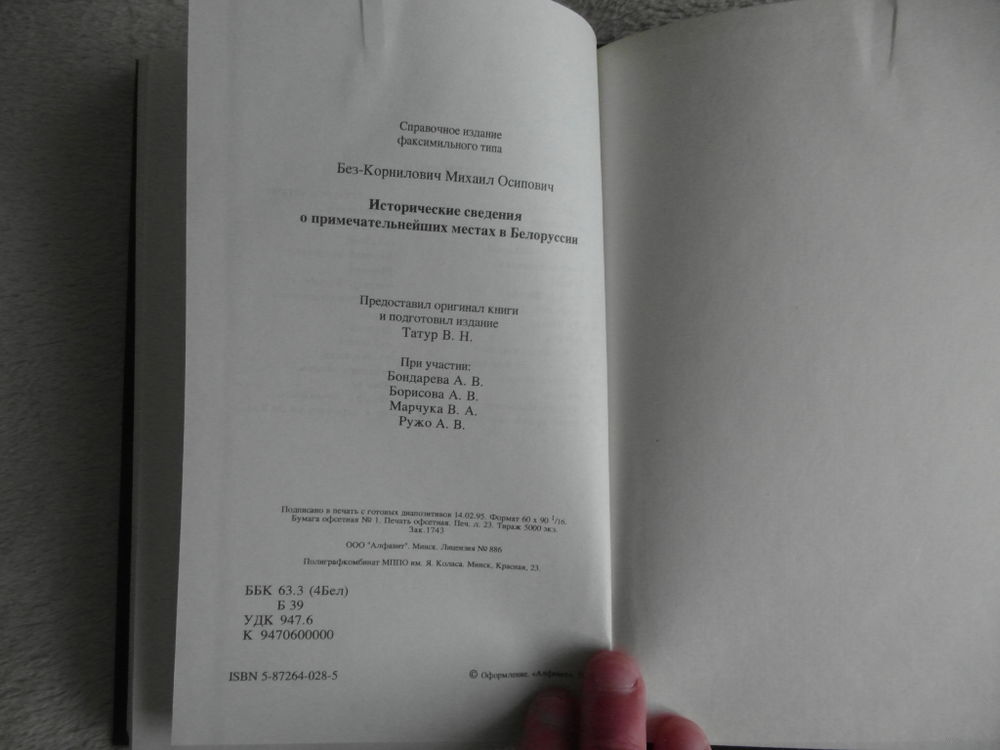 Справочное издание
факсимильного типа
Без-Корнилович Михаил Осипович
Исторические сведения
о примечательнейших местах в Белоруссии
Предоставил оригинал книги
и подготовил издание
Татур В. Н.
При участии:
Бондарева А. В.
Борисова А. В.
Марчука В. А.
Ружо А. В.
Подписано в печать с готовых диапозитивов 14.02.95. Формат 60 х 90 1/16.
Бумага офсетная № 1. Печать офсетная. Печ. л. 23. Тираж 5000 экз.
Зак. 1743
ООО "Алфавит". Минск. Лицензия № 886
Полиграфкомбинат МППО им. Я. Коласа. Минск, Красная, 23.
ББК 63.3 (4Бел)
Б 39
УДК 947.6
К 9470600000
ISBN 5-87264-028-5
© Оформление. «Алфавит»,